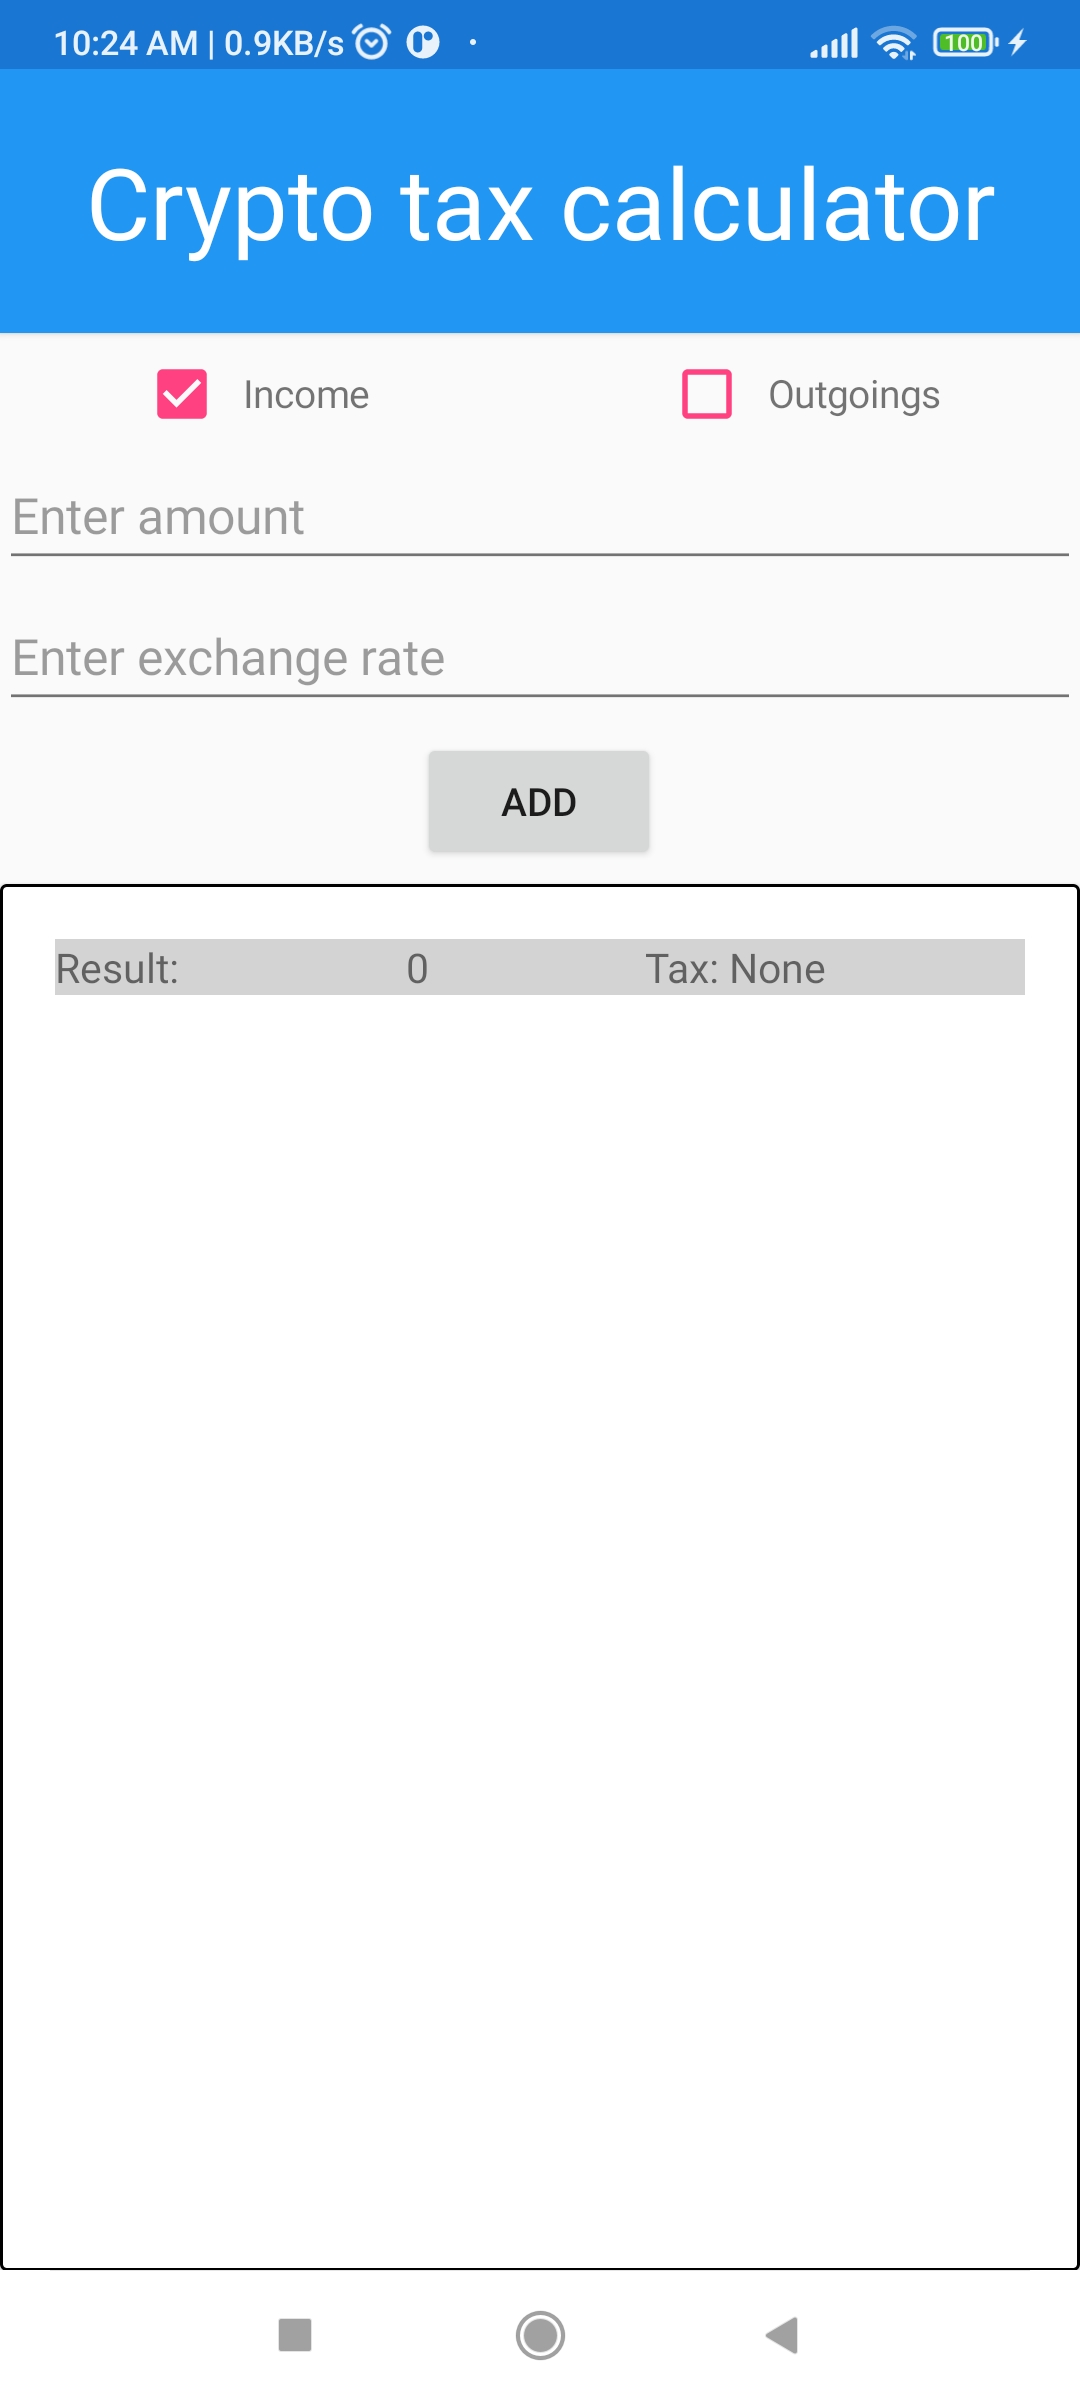 10:24 AM | 0.9KB/s 100
Crypto tax calculator
Income Outgoings
Enter amount
Enter exchange rate
ADD
Result: 0 Tax: None